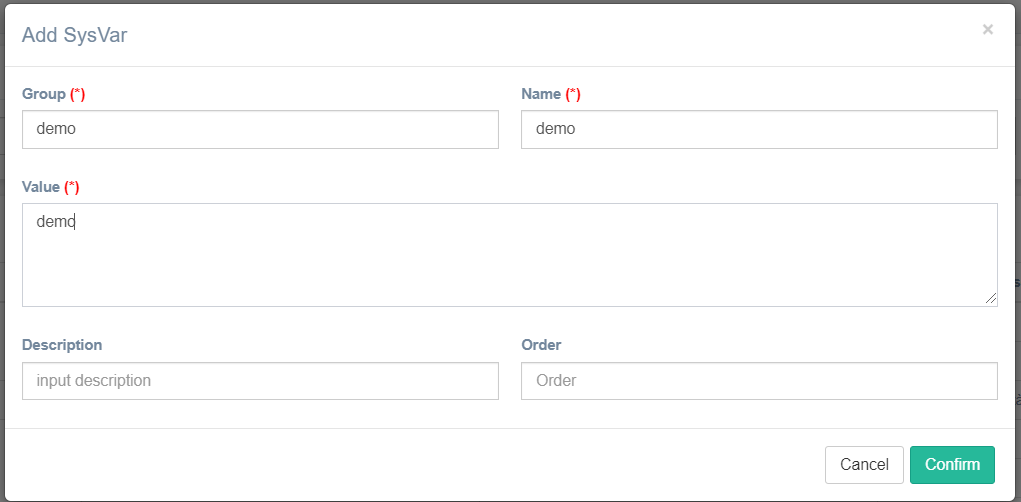 Add SysVar ×
Group (*) Name (*)
demo demo
Value (*)
demo
Description Order
input description Order
Cancel Confirm